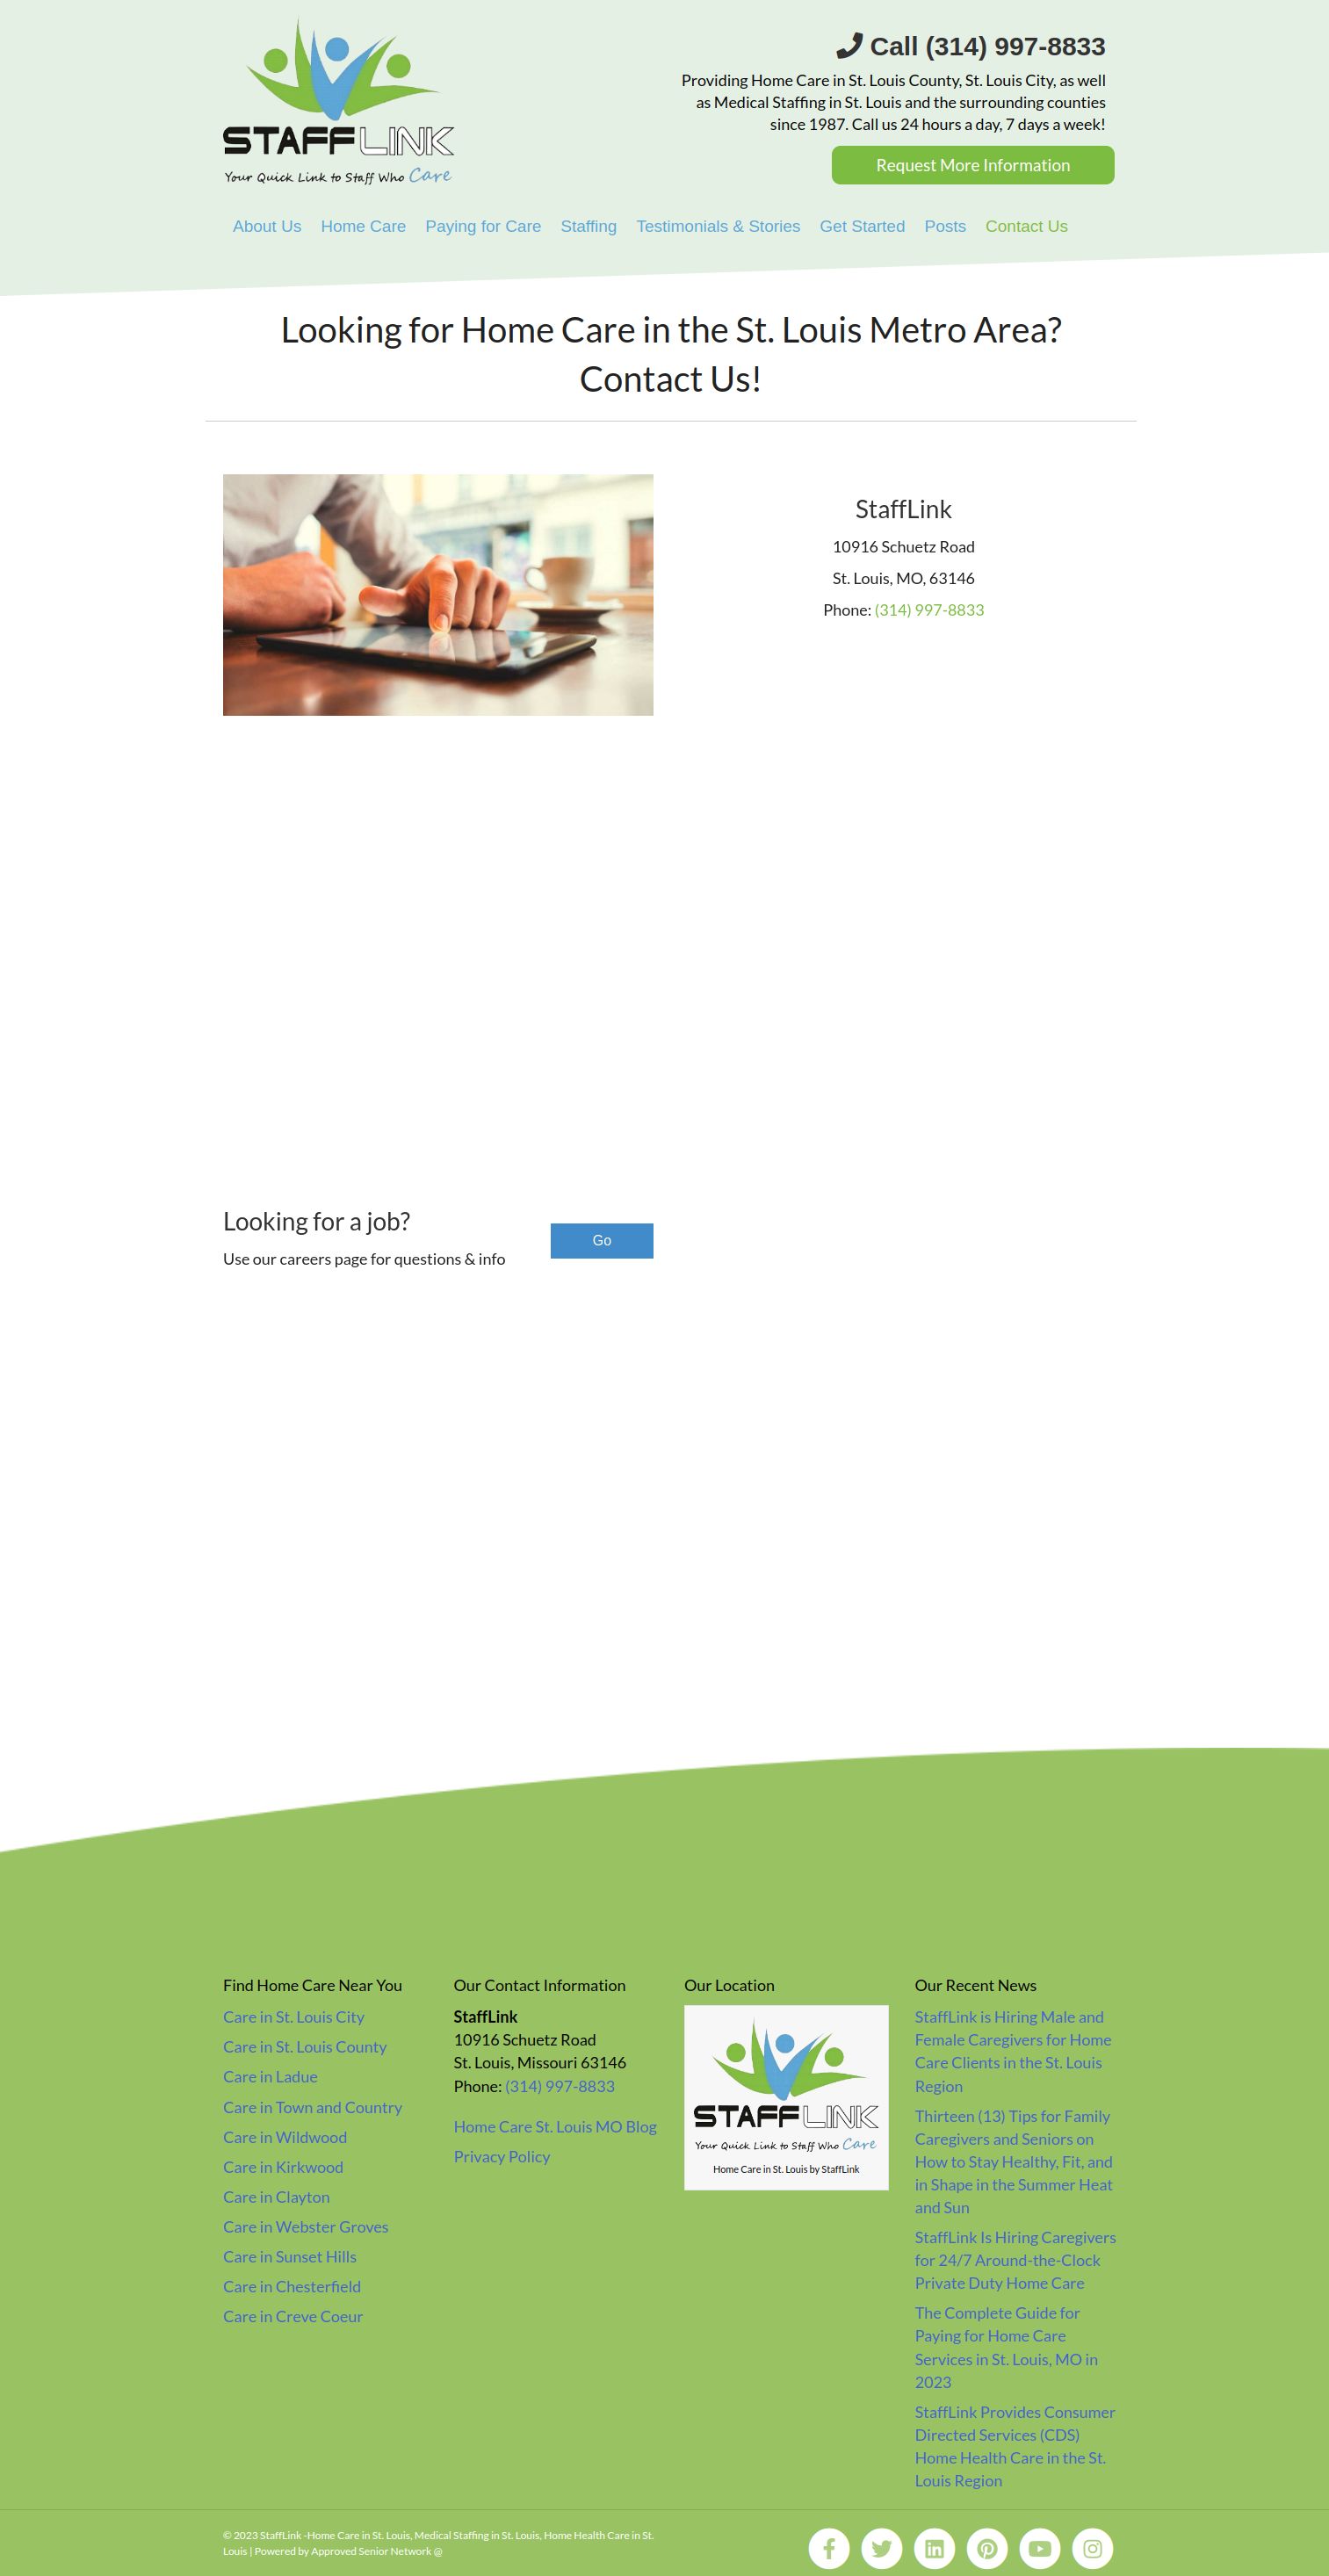 STAFFLINK
Your Quick Link to Staff Who Care
Call (314) 997-8833
Providing Home Care in St. Louis County, St. Louis City, as well
as Medical Staffing in St. Louis and the surrounding counties
since 1987. Call us 24 hours a day, 7 days a week!
Request More Information
About Us Home Care Paying for Care Staffing Testimonials & Stories Get Started Posts Contact Us
Looking for Home Care in the St. Louis Metro Area?
Contact Us!
StaffLink
10916 Schuetz Road
St. Louis, MO, 63146
Phone: (314) 997-8833
Looking for a job?
Use our careers page for questions & info
Go
Find Home Care Near You
Care in St. Louis City
Care in St. Louis County
Care in Ladue
Care in Town and Country
Care in Wildwood
Care in Kirkwood
Care in Clayton
Care in Webster Groves
Care in Sunset Hills
Care in Chesterfield
Care in Creve Coeur
Our Contact Information
StaffLink
10916 Schuetz Road
St. Louis, Missouri 63146
Phone: (314) 997-8833
Home Care St. Louis MO Blog
Privacy Policy
Our Location
STAFFLINK
Your Quick Link to Staff Who Care
Home Care in St. Louis by StaffLink
Our Recent News
StaffLink is Hiring Male and
Female Caregivers for Home
Care Clients in the St. Louis
Region
Thirteen (13) Tips for Family
Caregivers and Seniors on
How to Stay Healthy, Fit, and
in Shape in the Summer Heat
and Sun
StaffLink Is Hiring Caregivers
for 24/7 Around-the-Clock
Private Duty Home Care
The Complete Guide for
Paying for Home Care
Services in St. Louis, MO in
2023
StaffLink Provides Consumer
Directed Services (CDS)
Home Health Care in the St.
Louis Region
© 2023 StaffLink -Home Care in St. Louis, Medical Staffing in St. Louis, Home Health Care in St.
Louis | Powered by Approved Senior Network @